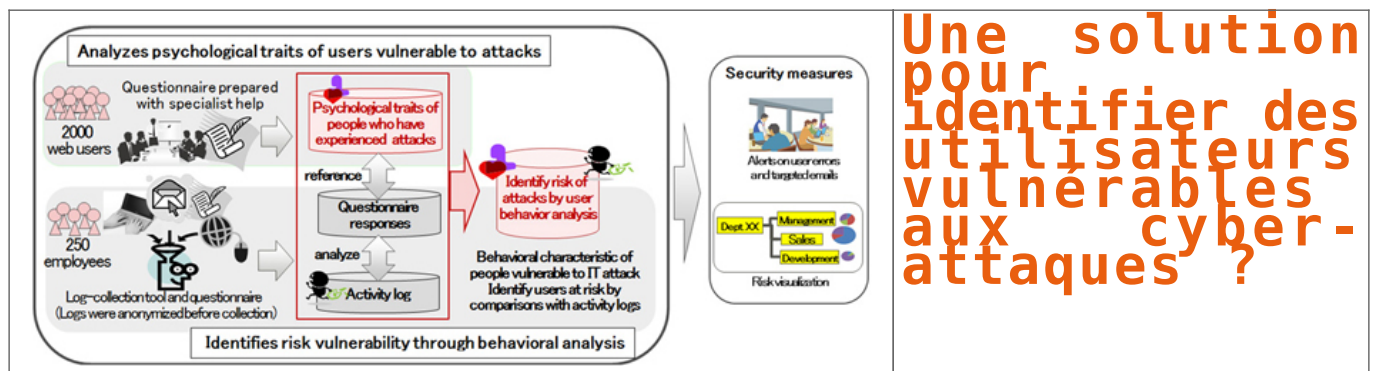 Analyzes psychological traits of users vulnerable to attacks
Questionnaire prepared
with specialist help
2000
web users
Psychological traits of
people who have
experienced attacks
reference
Questionnaire
responses
analyze
Activity log
250
employees
Log-collection tool and questionnaire
(Logs were anonymized before collection)
Identify risk of
attacks by user
behavior analysis
Behavioral characteristic of
people vulnerable to IT attack
Identify users at risk by
comparisons with activity logs
Identifies risk vulnerability through behavioral analysis
Security measures
Alerts on user errors
and targeted emails
Dept. XX
Management
Sales
Development
Risk visualization
Une solution
pour
identifier des
utilisateurs
vulnérables
aux cyber-
attaques ?